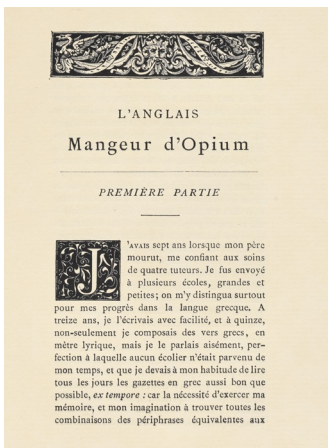 L'ANGLAIS
Mangeur d'Opium
PREMIÈRE PARTIE
J'AVAIS sept ans lorsque mon père
mourut, me confiant aux soins
de quatre tuteurs. Je fus envoyé
à plusieurs écoles, grandes et
petites; on m'y distingua surtout
pour mes progrès dans la langue grecque. A
treize ans, je l'écrivais avec facilité, et à quinze,
non-seulement je composais des vers grecs, en
mètre lyrique, mais je le parlais aisément, per-
fection à laquelle aucun écolier n'était parvenu de
mon temps, et que je devais à mon habitude de lire
tous les jours les gazettes en grec aussi bon que
possible, ex tempore : car la nécessité d'exercer ma
mémoire, et mon imagination à trouver toutes les
combinaisons des périphrases équivalentes aux